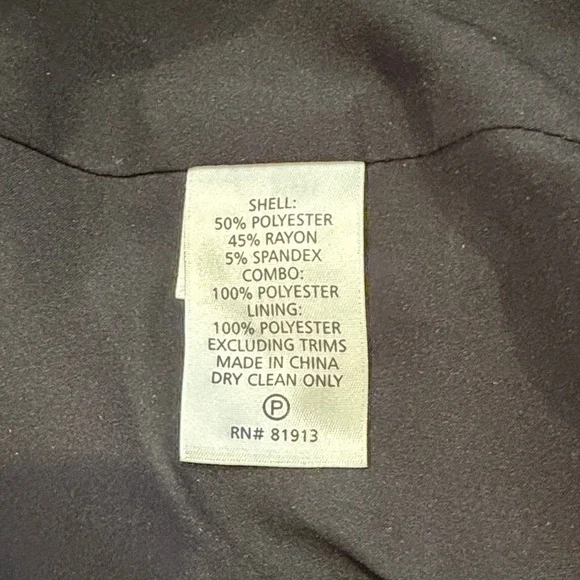 SHELL:
50% POLYESTER
45% RAYON
5% SPANDEX
COMBO:
100% POLYESTER
LINING:
100% POLYESTER
EXCLUDING TRIMS
MADE IN CHINA
DRY CLEAN ONLY
P
RN# 81913